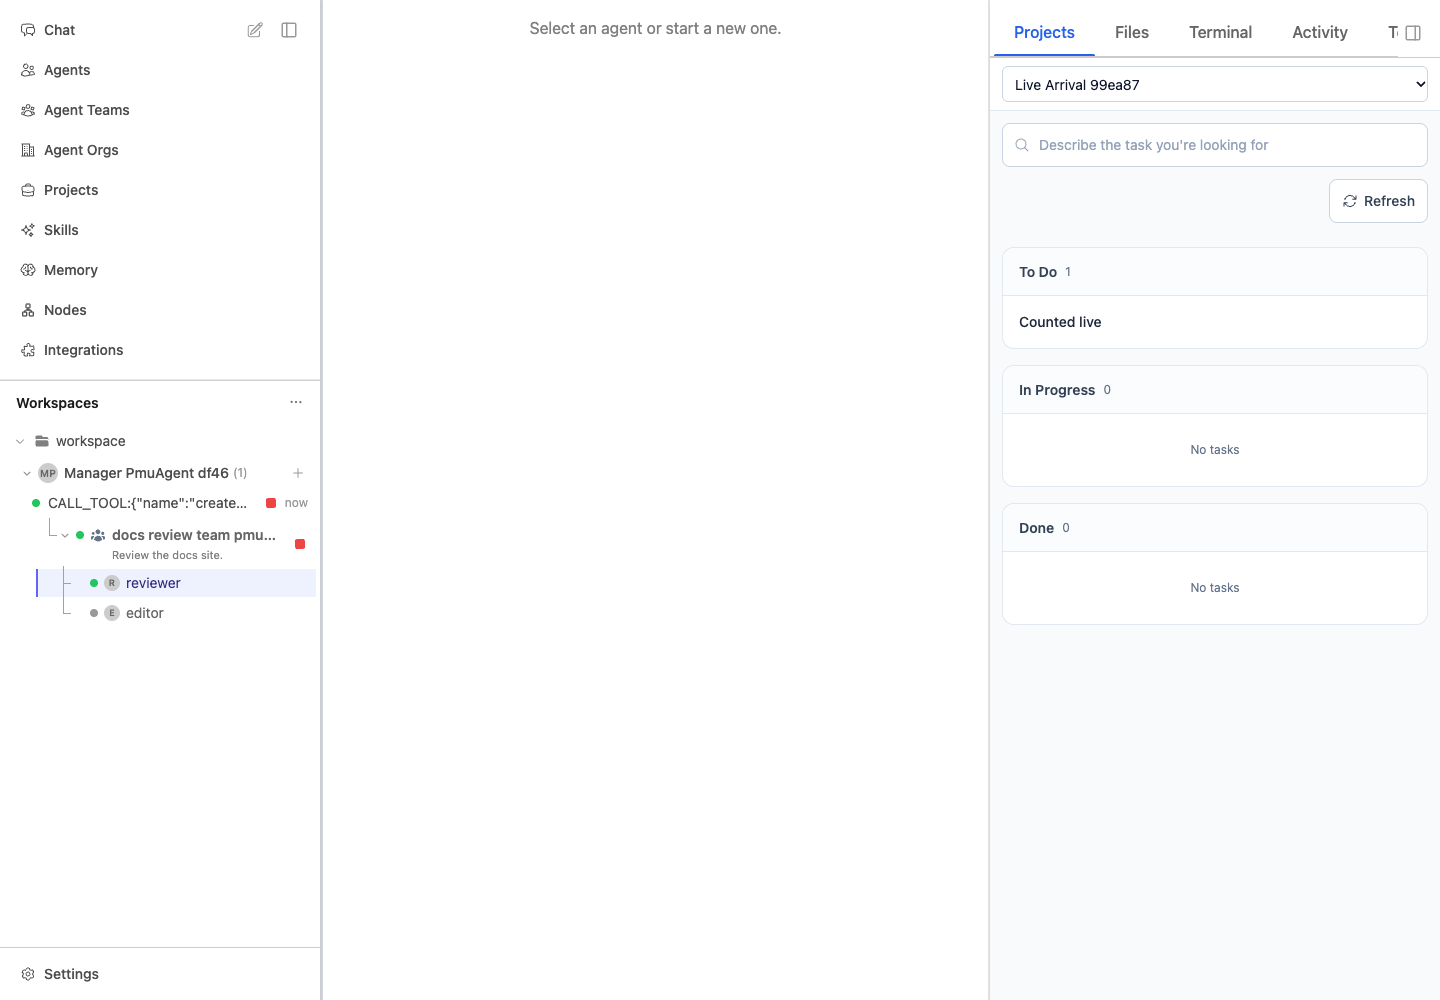 Chat
Agents
Agent Teams
Agent Orgs
Projects
Skills
Memory
Nodes
Integrations
Workspaces
workspace
MP Manager PmuAgent df46 (1)
CALL_TOOL:{"name":"create... now
docs review team pmu...
Review the docs site.
R reviewer
E editor
Settings
Select an agent or start a new one.
Projects Files Terminal Activity
Live Arrival 99ea87
Describe the task you're looking for
Refresh
To Do 1
Counted live
In Progress 0
No tasks
Done 0
No tasks